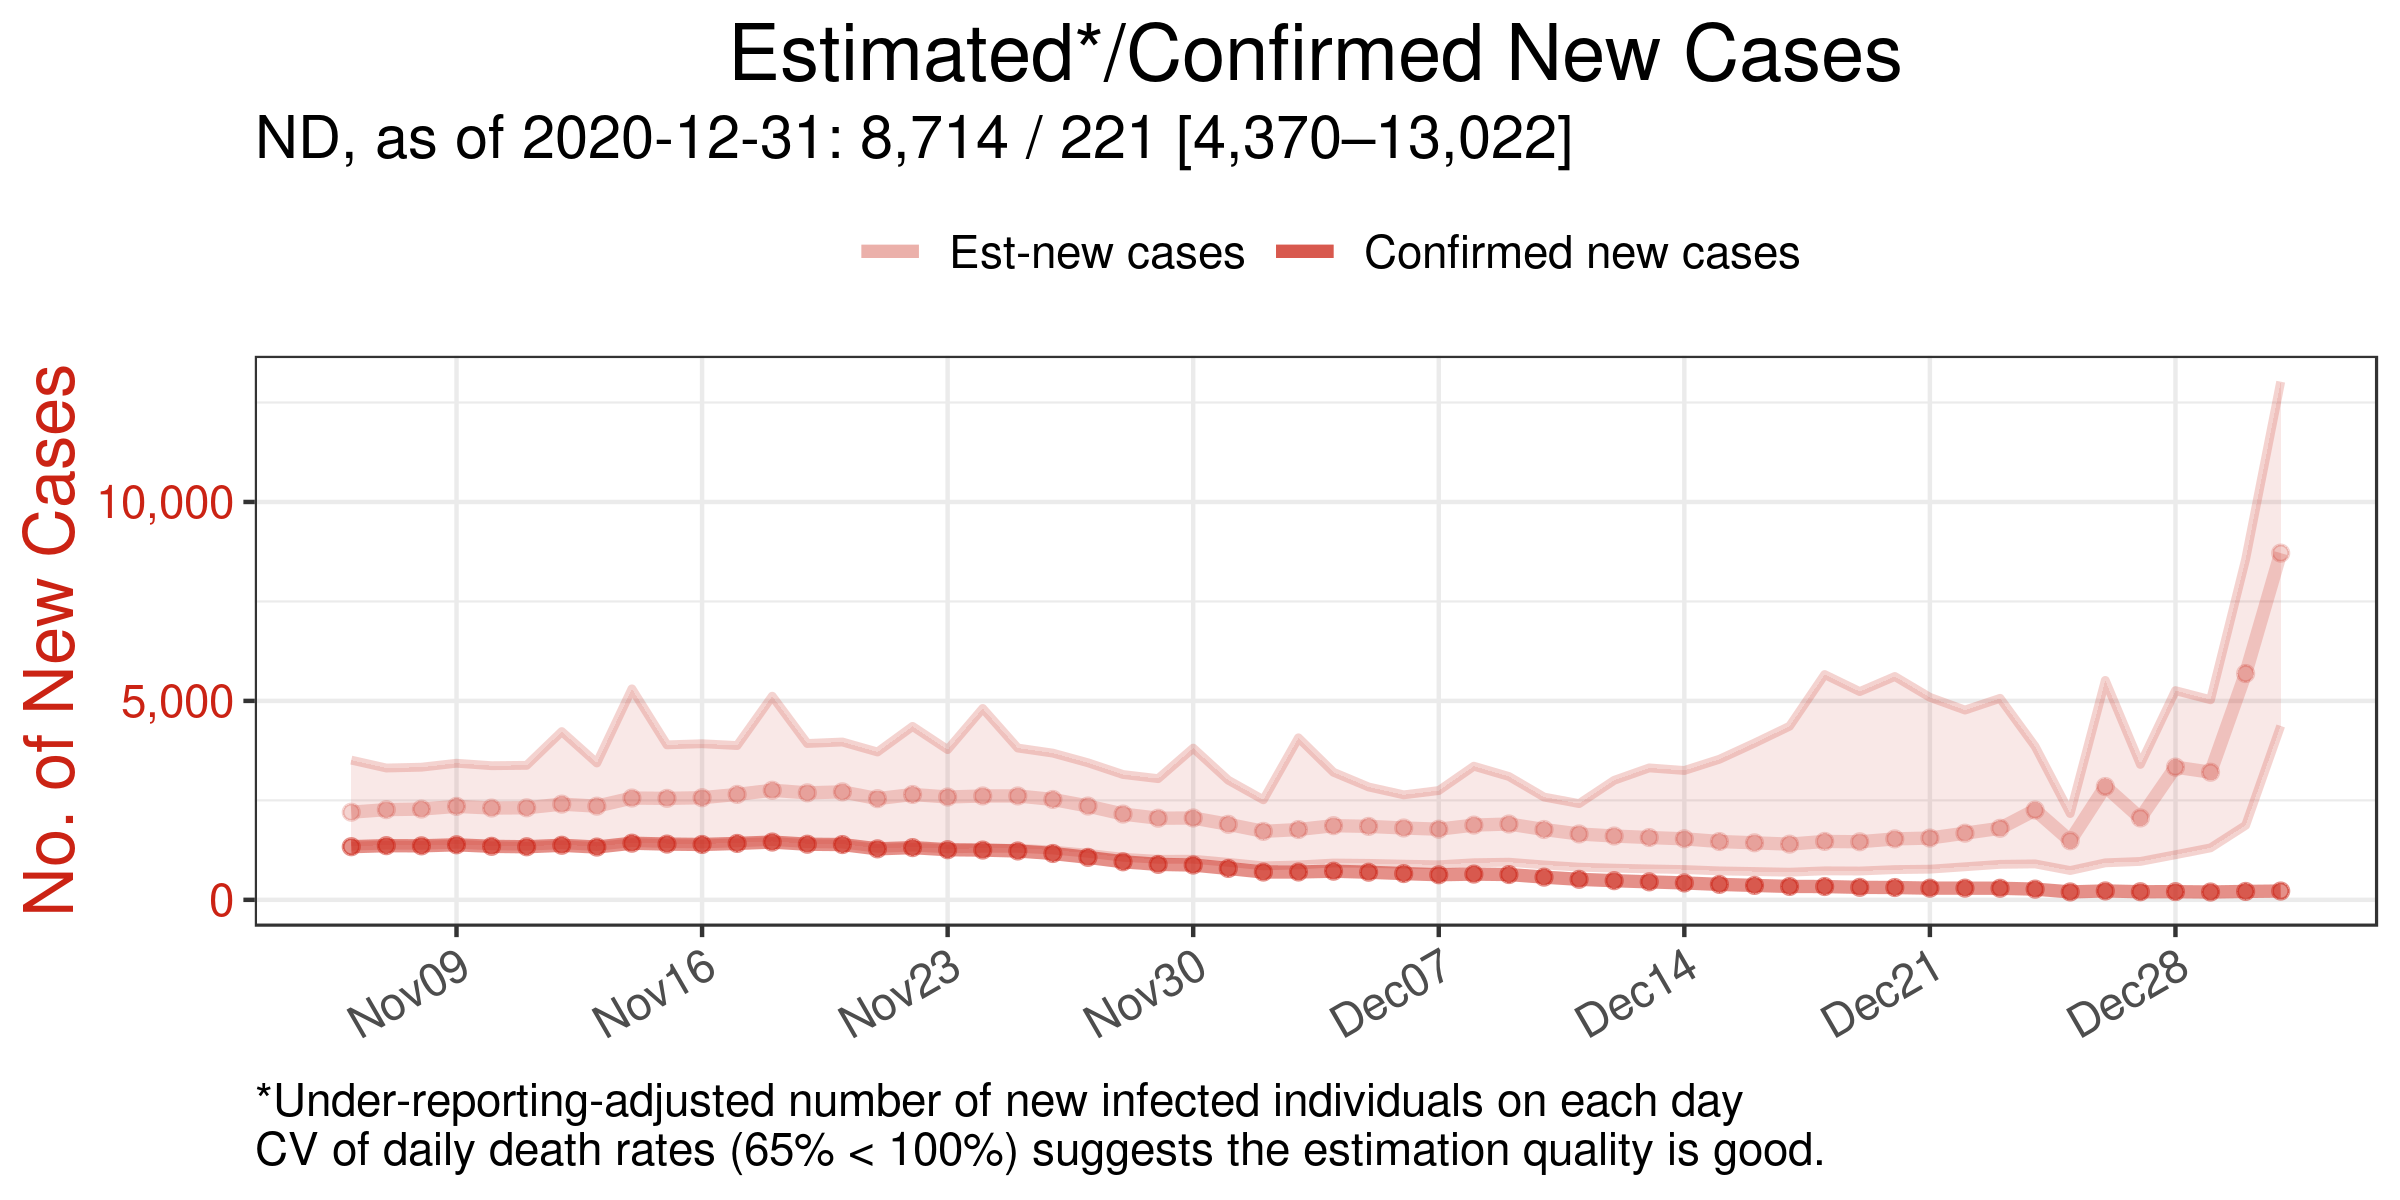 Estimated*/Confirmed New Cases
ND, as of 2020-12-31: 8,714 / 221 [4,370–13,022]
Est-new cases Confirmed new cases
No. of New Cases
10,000
5,000
0
Nov09 Nov16 Nov23 Nov30 Dec07 Dec14 Dec21 Dec28
*Under-reporting-adjusted number of new infected individuals on each day
CV of daily death rates (65% < 100%) suggests the estimation quality is good.